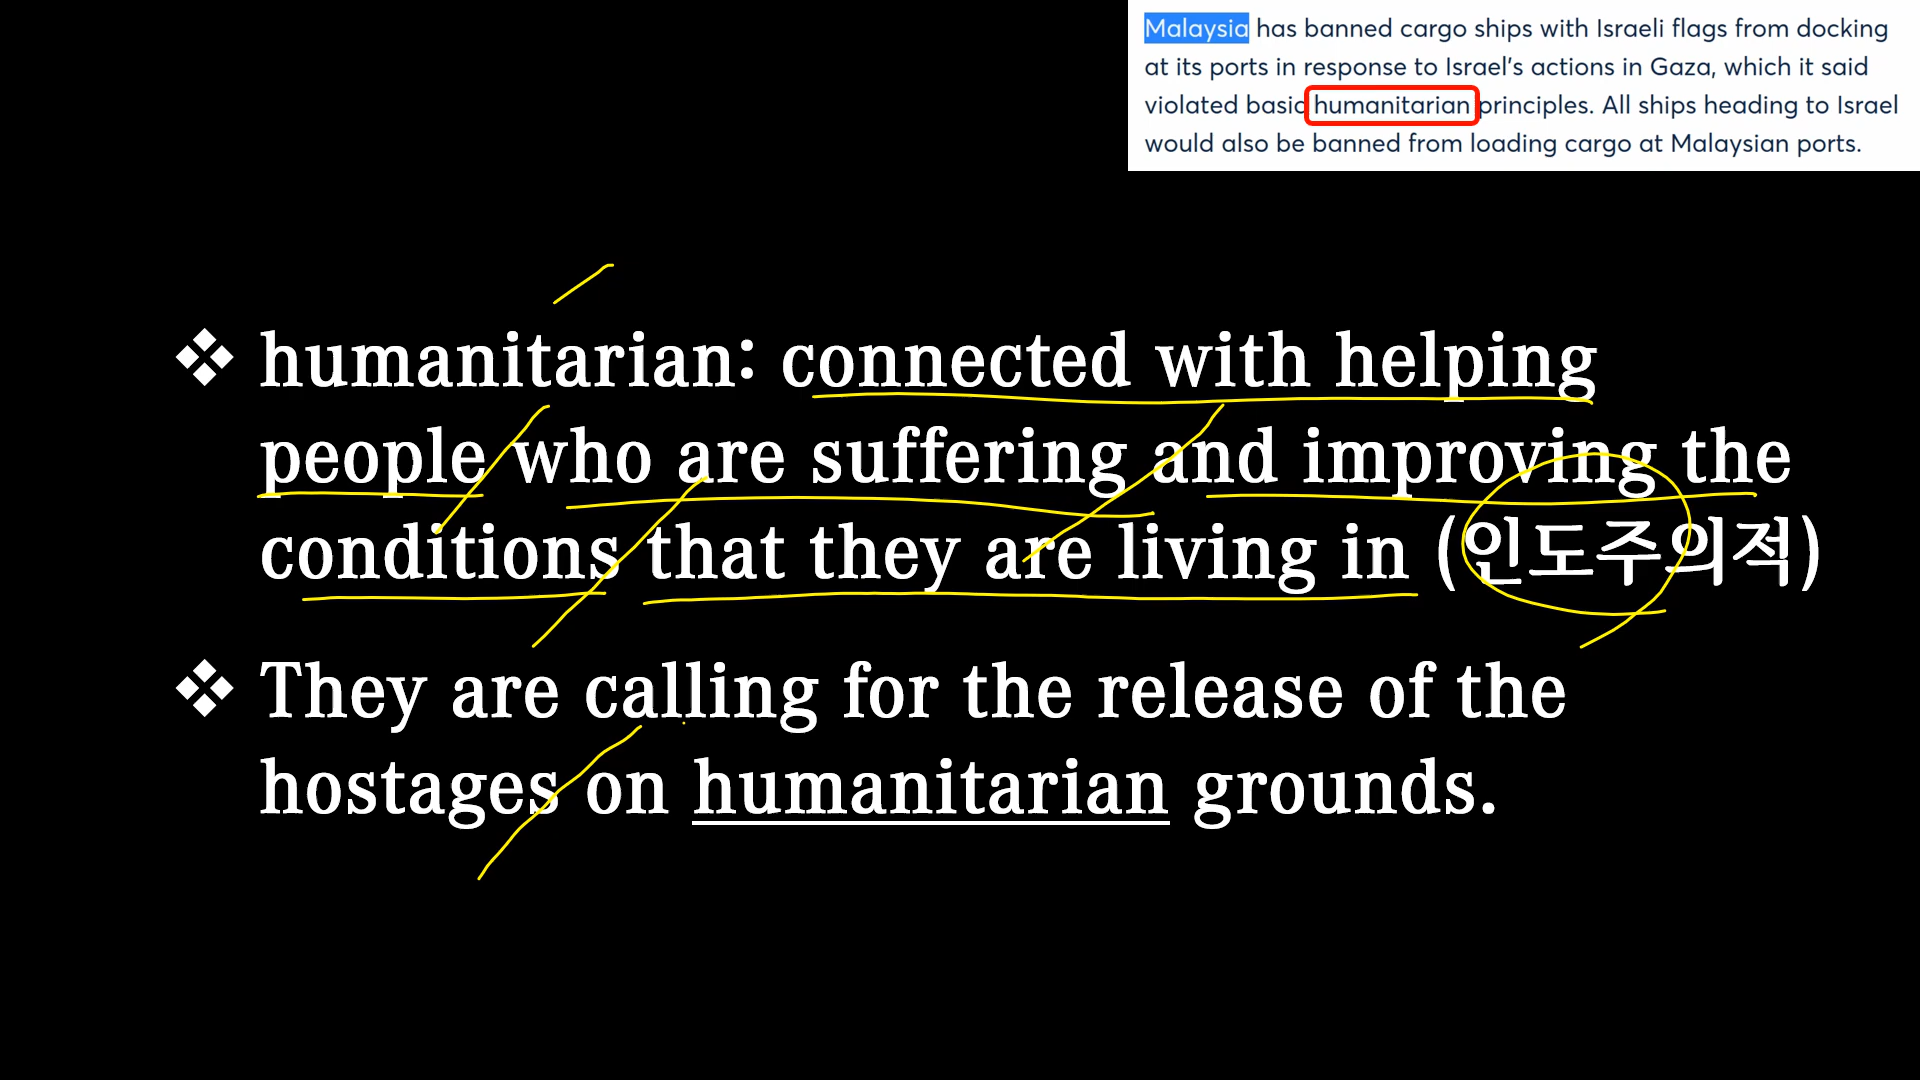 Malaysia has banned cargo ships with Israeli flags from docking
at its ports in response to Israel's actions in Gaza, which it said
violated basic humanitarian principles. All ships heading to Israel
would also be banned from loading cargo at Malaysian ports.
❖ humanitarian: connected with helping
people who are suffering and improving the
conditions that they are living in (인도주의적)
❖ They are calling for the release of the
hostages on humanitarian grounds.